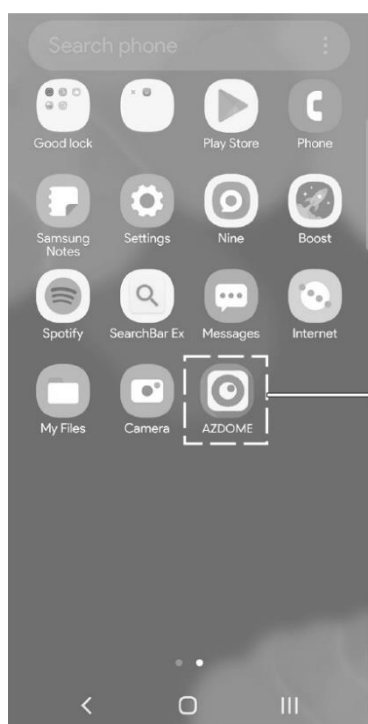 Search phone
Good lock
Play Store
Phone
Samsung
Notes
Settings
Nine
Boost
Spotify
SearchBar Ex
Messages
Internet
My Files
Camera
AZDOME